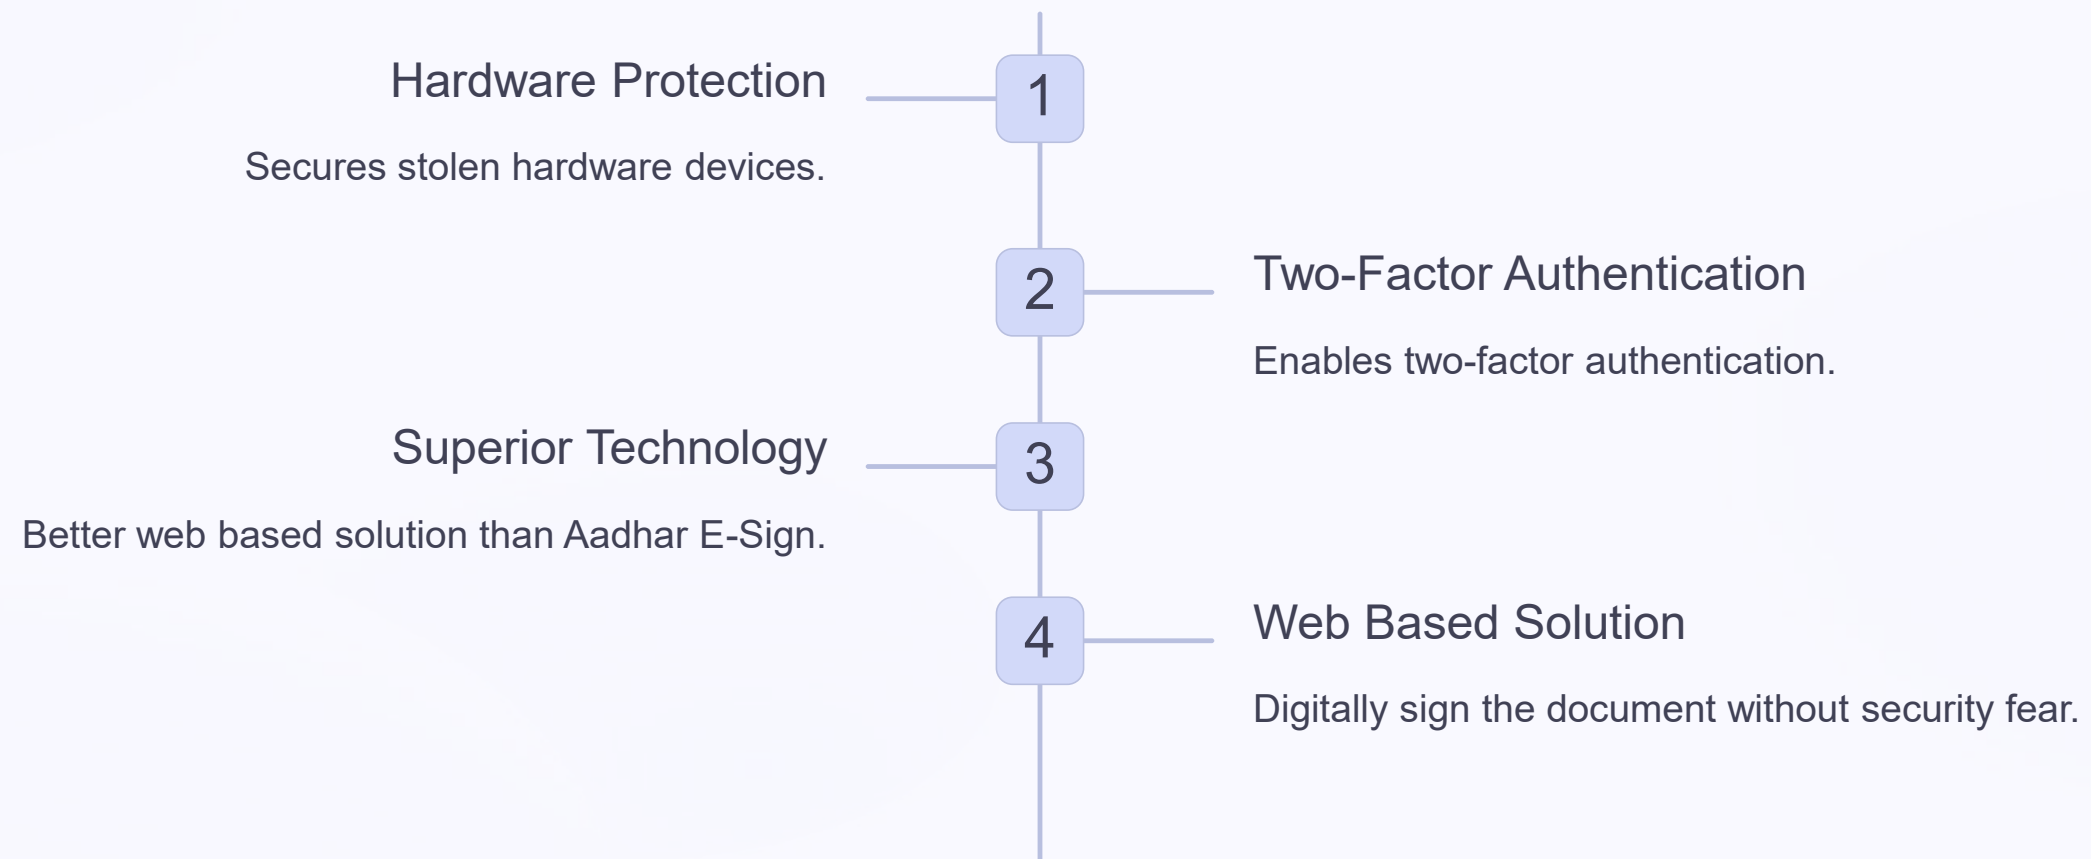 1
Hardware Protection
Secures stolen hardware devices.
2
Two-Factor Authentication
Enables two-factor authentication.
3
Superior Technology
Better web based solution than Aadhar E-Sign.
4
Web Based Solution
Digitally sign the document without security fear.